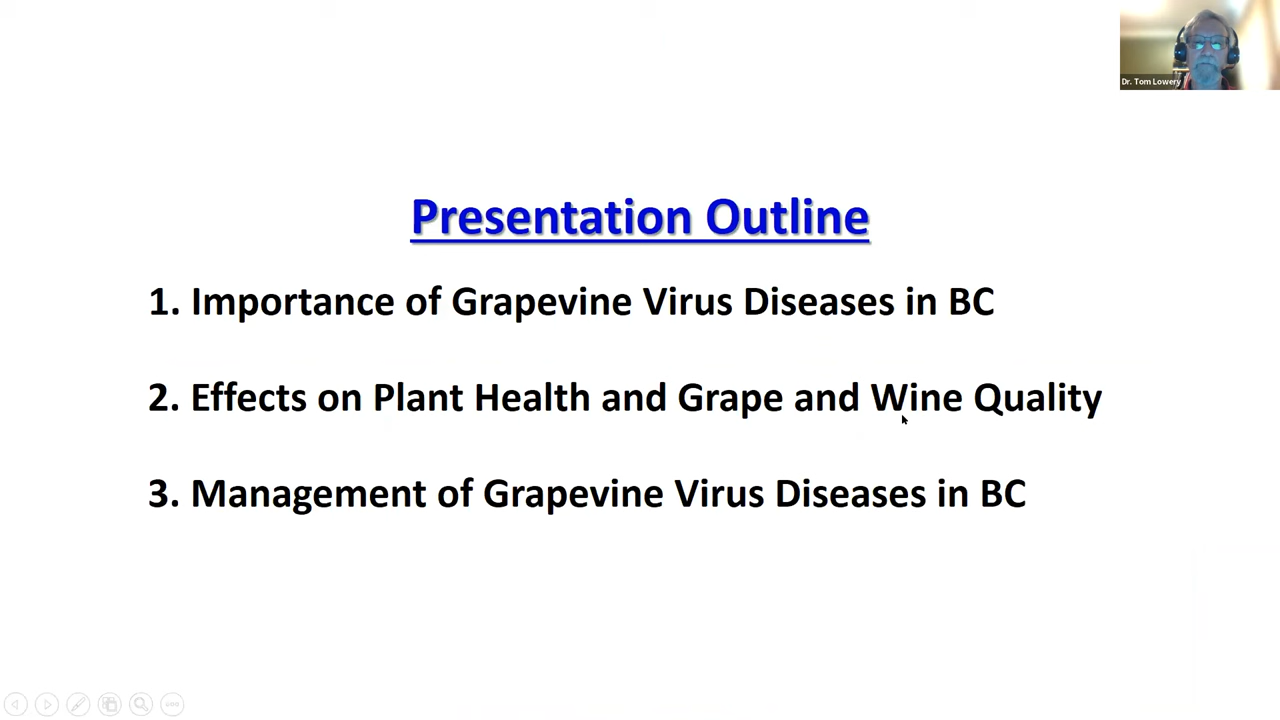 Dr. Tom Lowery
Presentation Outline
1. Importance of Grapevine Virus Diseases in BC
2. Effects on Plant Health and Grape and Wine Quality
3. Management of Grapevine Virus Diseases in BC